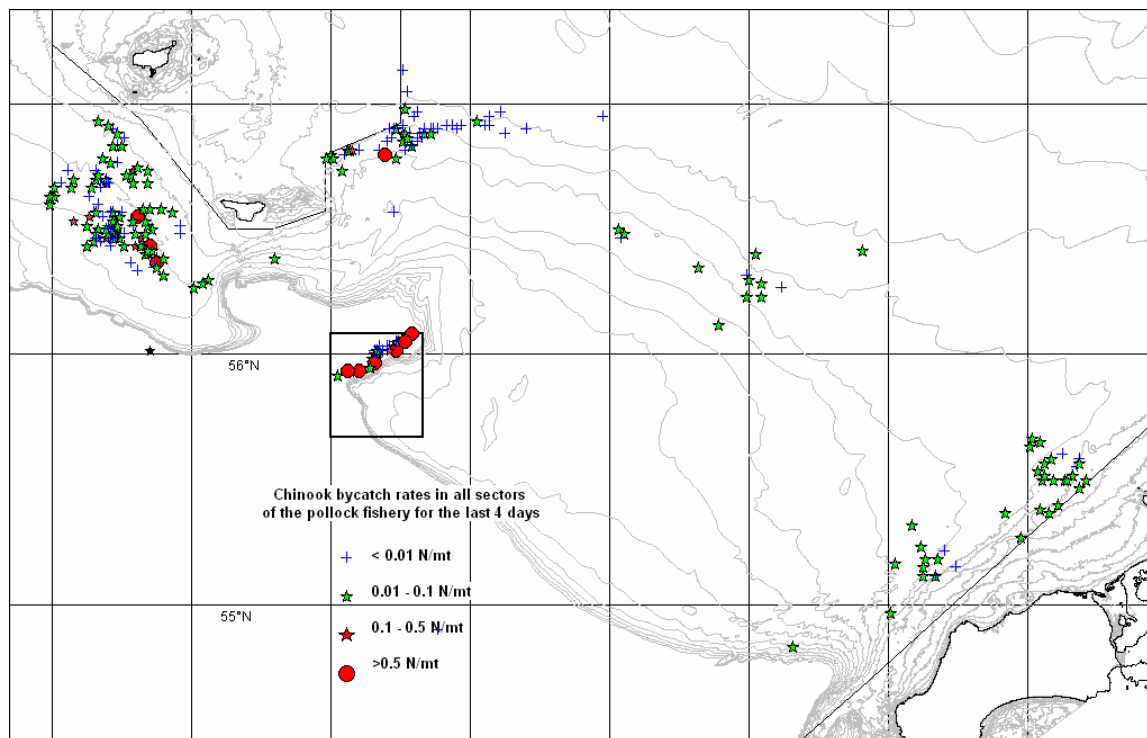 56°N
Chinook bycatch rates in all sectors
of the pollock fishery for the last 4 days
< 0.01 N/mt
0.01 - 0.1 N/mt
55°N
0.1 - 0.5 N/mt
>0.5 N/mt